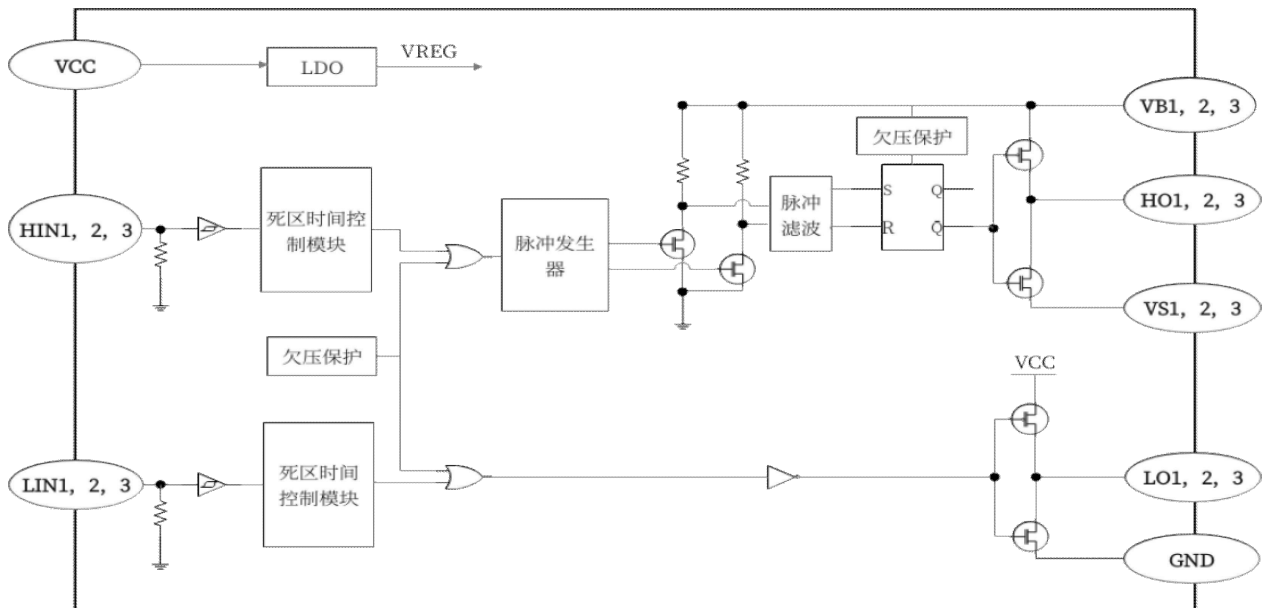 VCC
LDO
VREG
VB1, 2, 3
欠压保护
HIN1, 2, 3
死区时间控
制模块
脉冲发生
器
脉冲
滤波
S
Q
R
Q̄
HO1, 2, 3
VS1, 2, 3
欠压保护
VCC
LIN1, 2, 3
死区时间
控制模块
LO1, 2, 3
GND